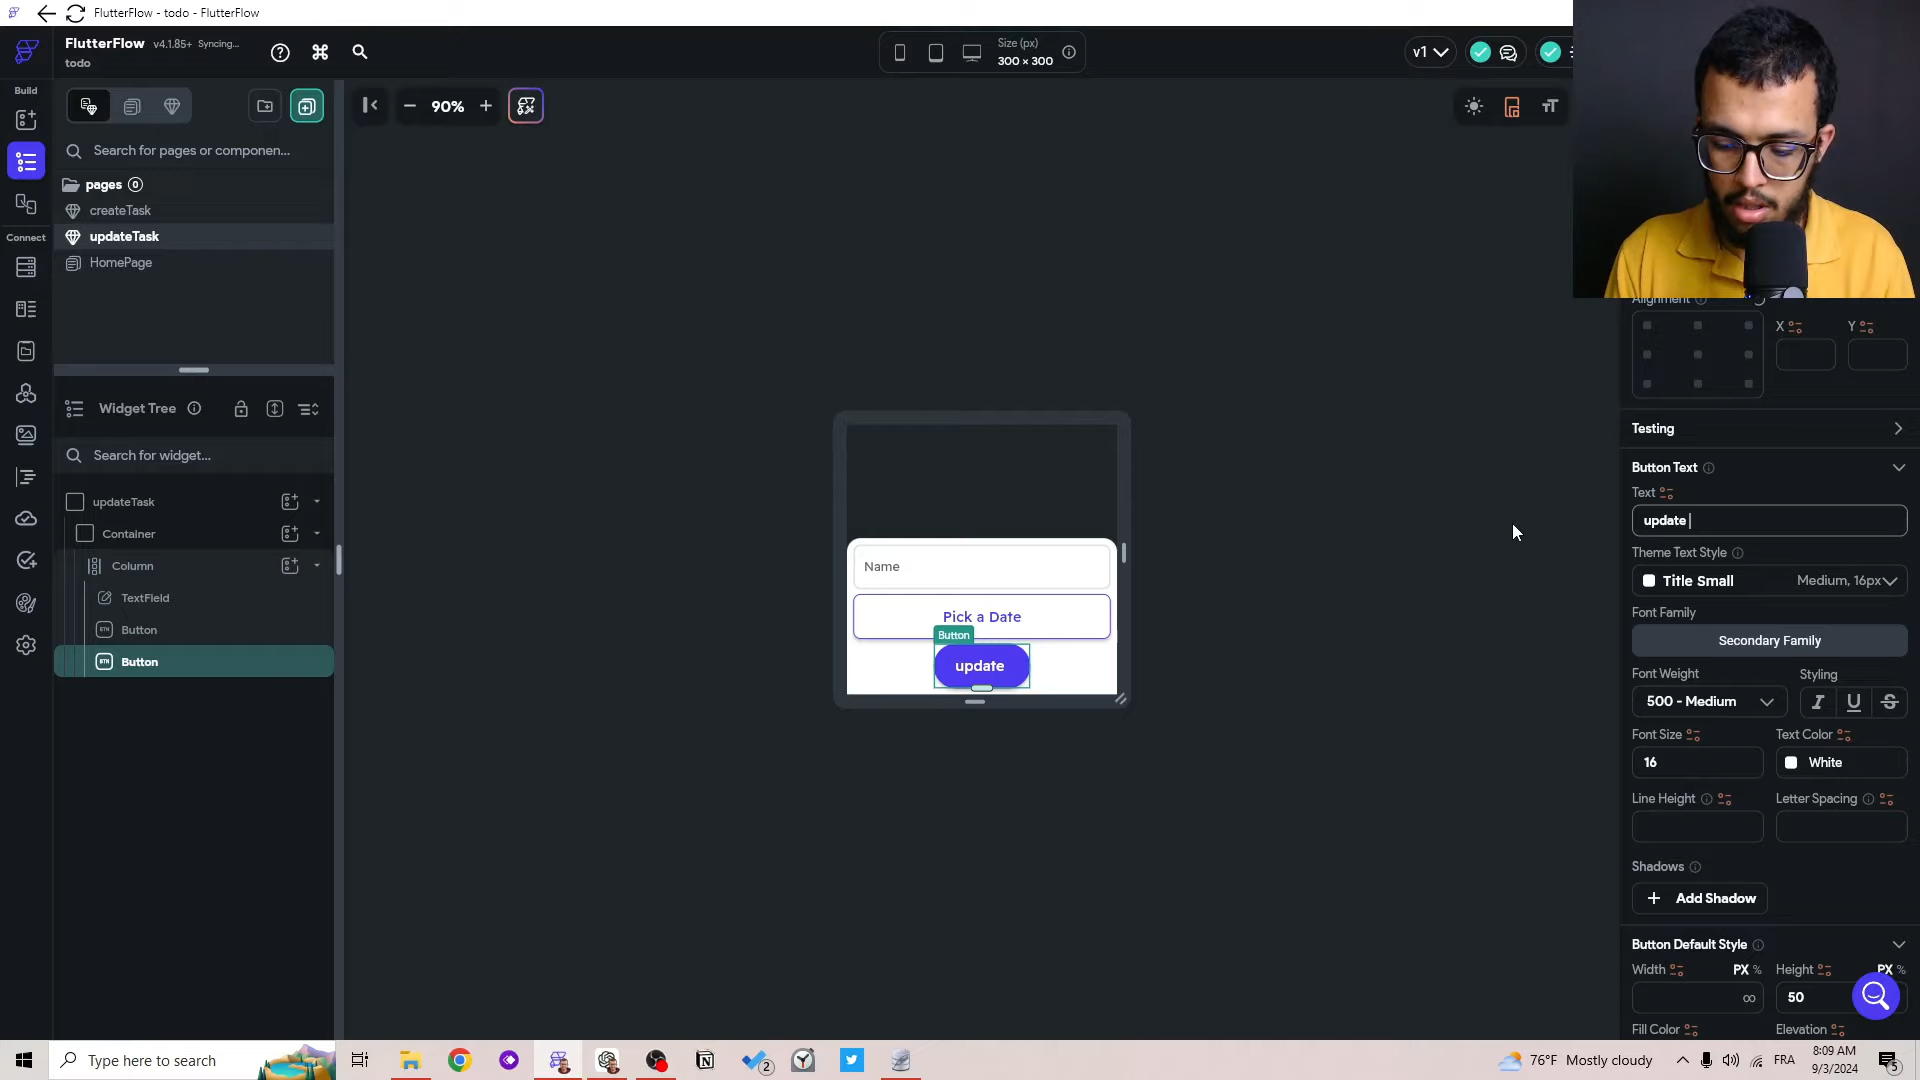 FlutterFlow - todo - FlutterFlow
FlutterFlow v4.1.85+ Syncing...
todo
Size (px)
300 × 300
v1
Build
90%
Search for pages or componen...
pages 0
createTask
updateTask
HomePage
Connect
Widget Tree
Search for widget...
updateTask
Container
Column
TextField
Button
Button
Name
Pick a Date
Button
update
Alignment
X
Y
Testing
Button Text
Text
update
Theme Text Style
Title Small Medium, 16px
Font Family
Secondary Family
Font Weight
Styling
500 - Medium
Font Size
Text Color
16
White
Line Height
Letter Spacing
Shadows
Add Shadow
Button Default Style
Width PX %
Height PX %
∞
50
Fill Color
Elevation
Type here to search
2
76°F Mostly cloudy
FRA
8:09 AM
9/3/2024
5